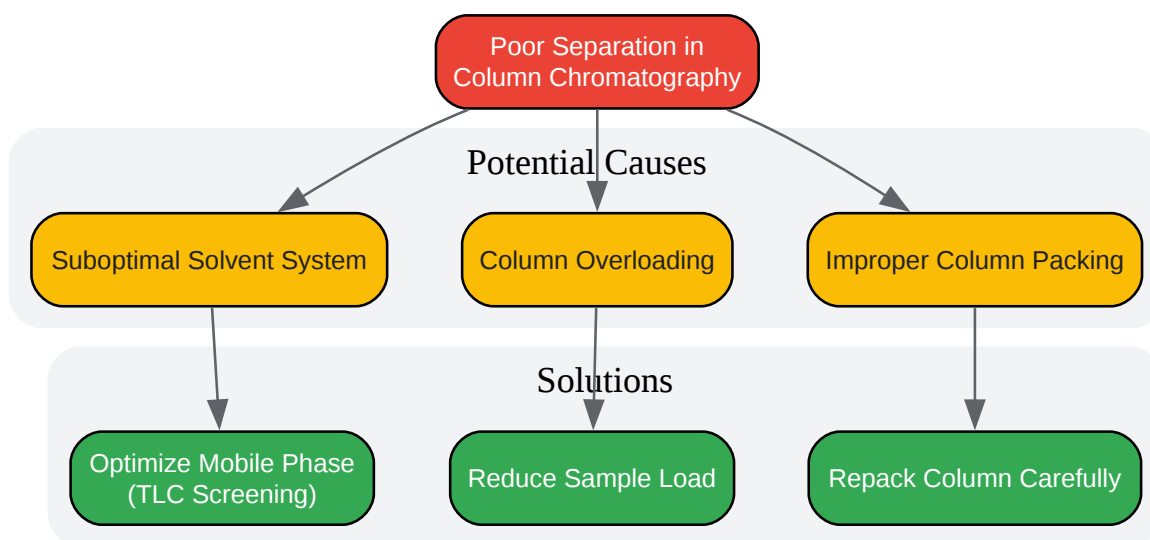 Poor Separation in
Column Chromatography
Potential Causes
Suboptimal Solvent System
Column Overloading
Improper Column Packing
Solutions
Optimize Mobile Phase
(TLC Screening)
Reduce Sample Load
Repack Column Carefully